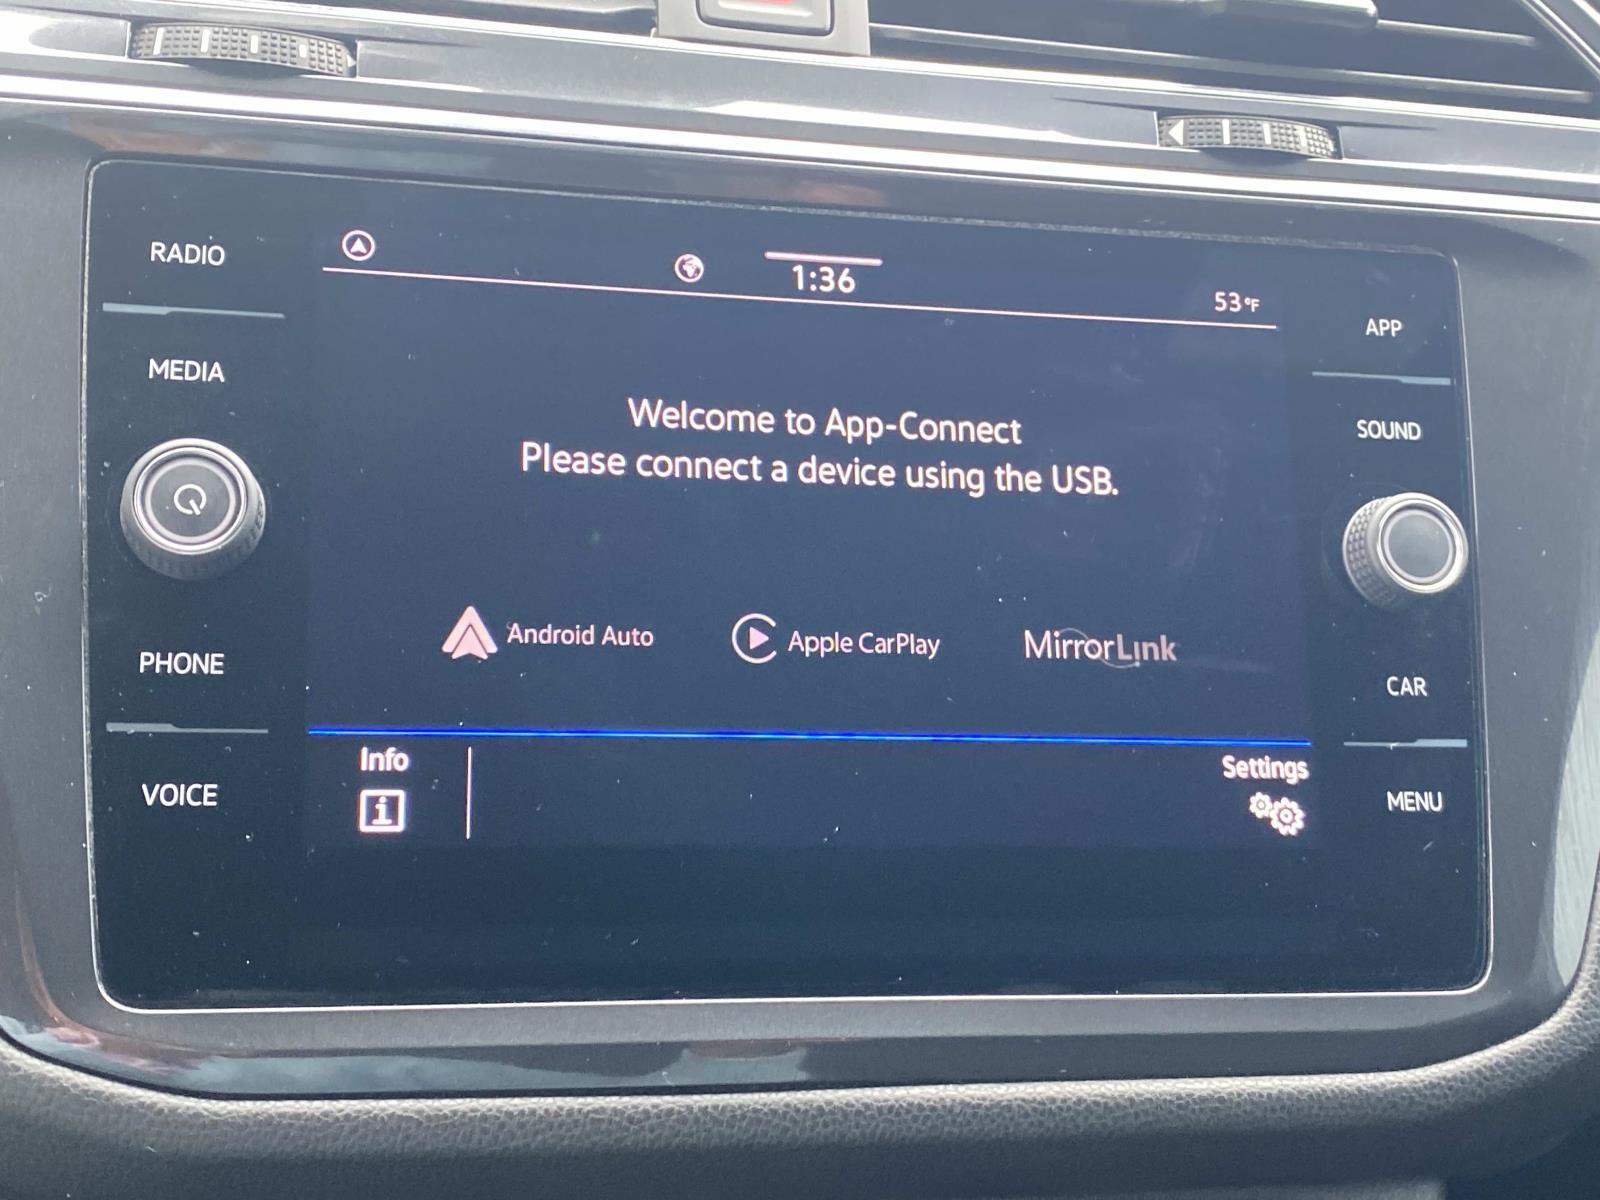 RADIO
MEDIA
PHONE
VOICE
1:36
53°F
Welcome to App-Connect
Please connect a device using the USB.
Android Auto
Apple CarPlay
MirrorLink
Info
i
Settings
APP
SOUND
CAR
MENU